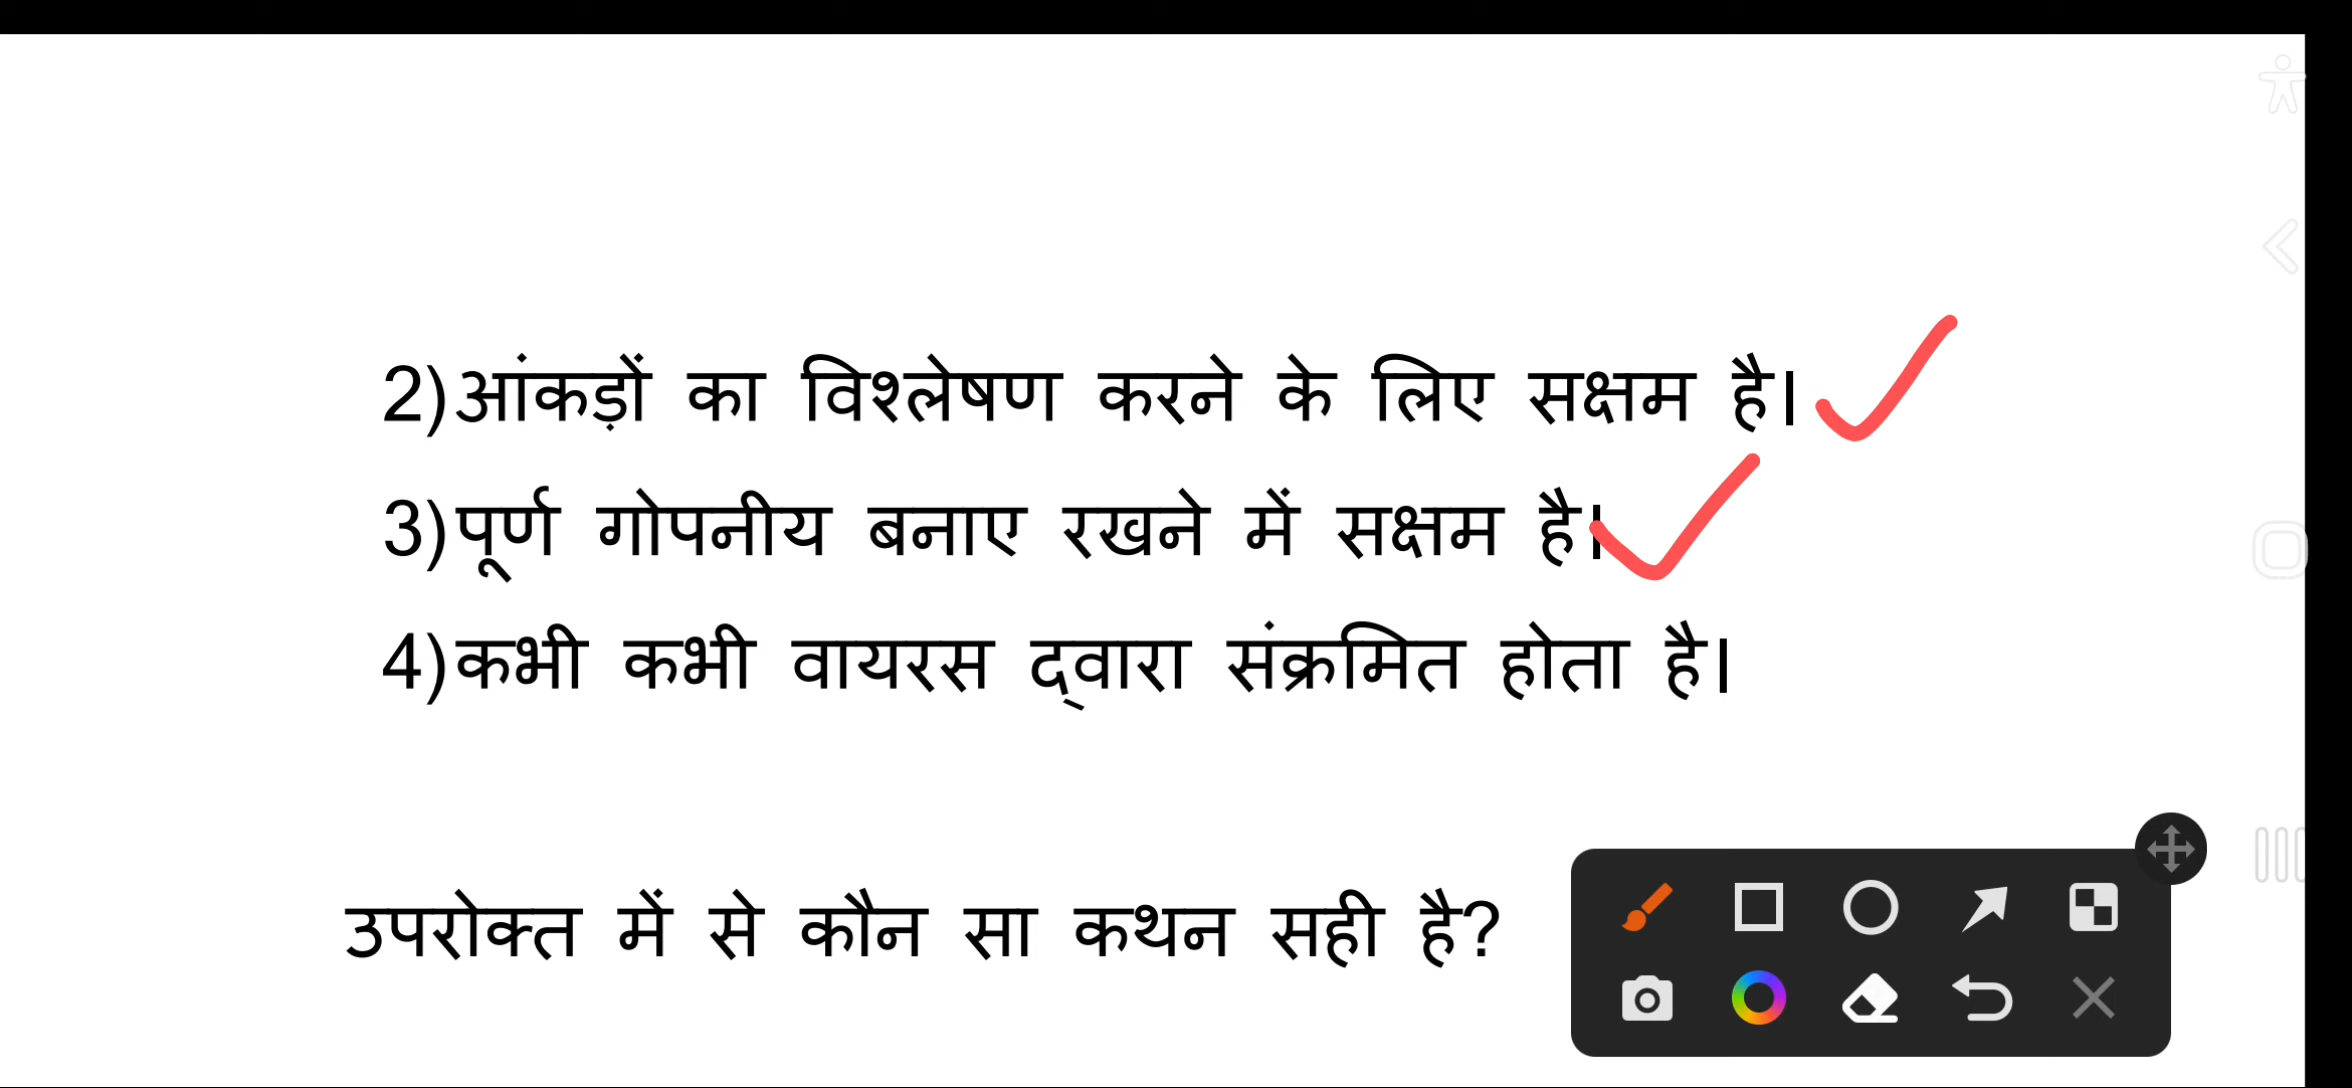 2)आंकड़ों का विश्लेषण करने के लिए सक्षम है।
3)पूर्ण गोपनीय बनाए रखने में सक्षम है।
4)कभी कभी वायरस द्वारा संक्रमित होता है।
उपरोक्त में से कौन सा कथन सही है?